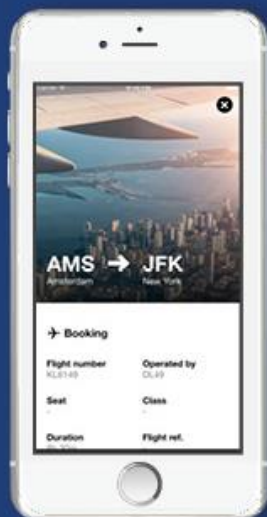 AMS → JFK
Amsterdam New York
Booking
Flight number Operated by
KL6149 DL49
Seat Class
- -
Duration Flight ref.